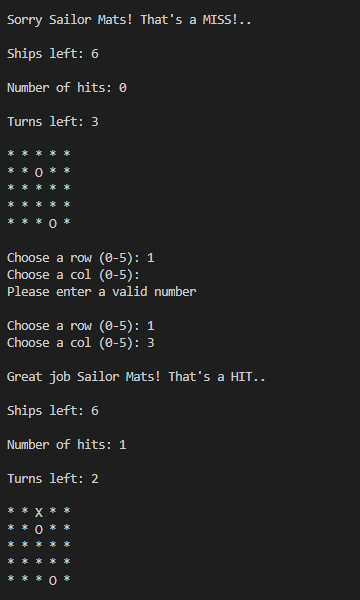 Sorry Sailor Mats! That's a MISS!..
Ships left: 6
Number of hits: 0
Turns left: 3
* * * * *
* * O * *
* * * * *
* * * * *
* * * O *
Choose a row (0-5): 1
Choose a col (0-5):
Please enter a valid number
Choose a row (0-5): 1
Choose a col (0-5): 3
Great job Sailor Mats! That's a HIT..
Ships left: 6
Number of hits: 1
Turns left: 2
* * X * *
* * O * *
* * * * *
* * * * *
* * * O *